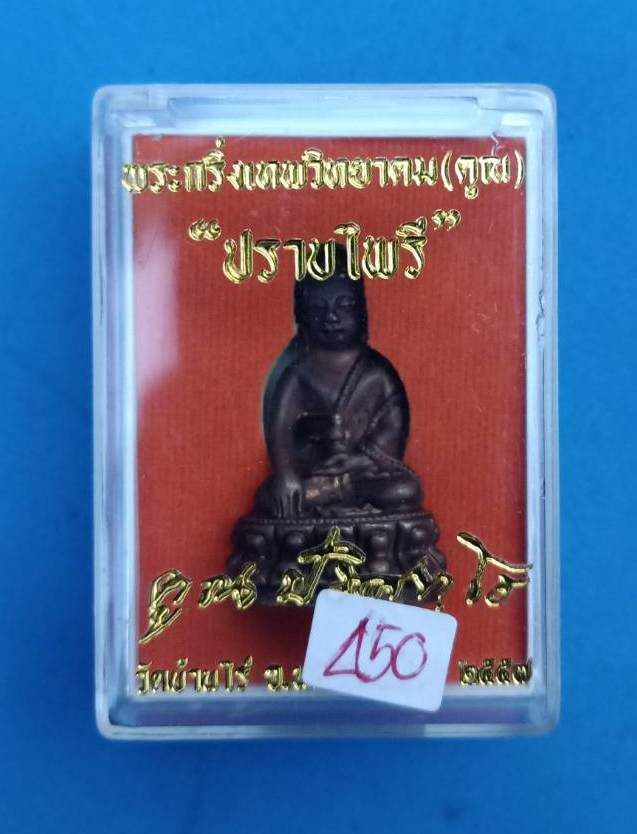 พระกริ่งเทพวิทยาคม(คูณ)
“ปราบไพรี”
คูณ ปริสุทฺโธ
วัดบ้านไร่ จ.น ๒๕๕๗
450